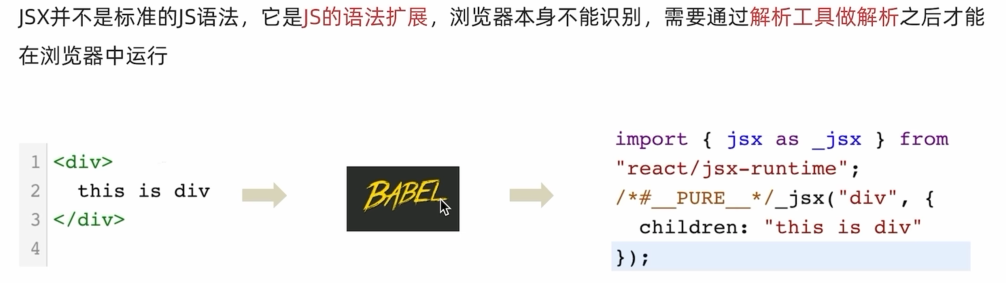 JSX并不是标准的JS语法，它是JS的语法扩展，浏览器本身不能识别，需要通过解析工具做解析之后才能
在浏览器中运行
1 <div>
2   this is div
3 </div>
4
BABEL
import { jsx as _jsx } from
"react/jsx-runtime";
/*#__PURE__*/_jsx("div", {
  children: "this is div"
});